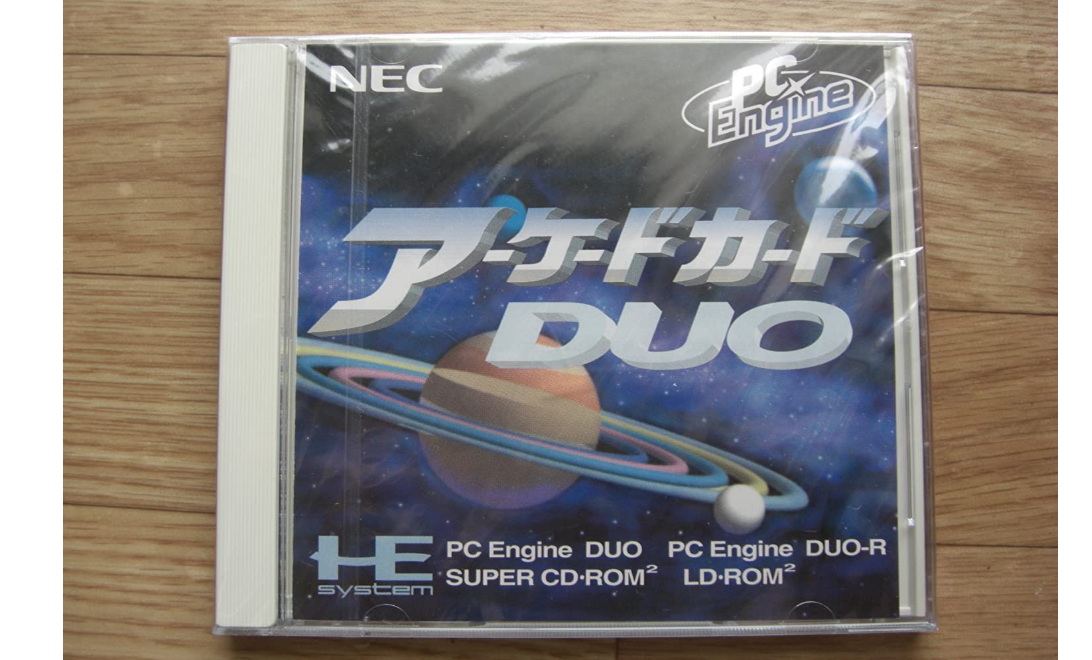 NEC
PC Engine
アーケードカード
DUO
HE system
PC Engine DUO PC Engine DUO-R
SUPER CD・ROM² LD・ROM²